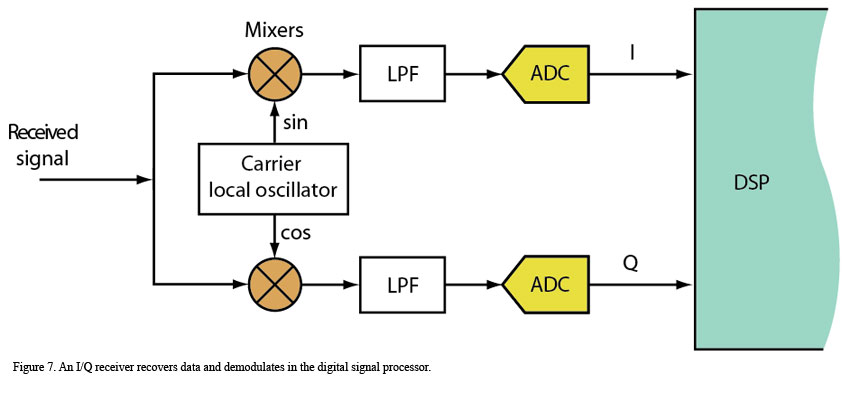 Mixers
LPF
ADC
I
Received
signal
sin
Carrier
local oscillator
DSP
cos
LPF
ADC
Q
Figure 7. An I/Q receiver recovers data and demodulates in the digital signal processor.